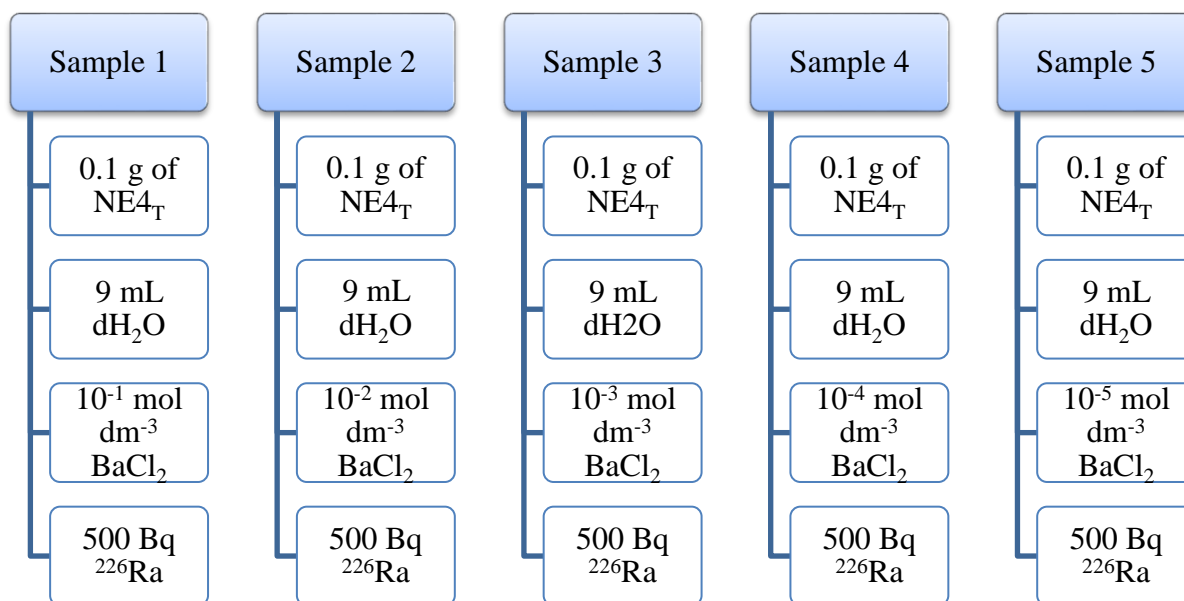 Sample 1
0.1 g of
NE4T
9 mL
dH2O
10-1 mol
dm-3
BaCl2
500 Bq
226Ra
Sample 2
0.1 g of
NE4T
9 mL
dH2O
10-2 mol
dm-3
BaCl2
500 Bq
226Ra
Sample 3
0.1 g of
NE4T
9 mL
dH2O
10-3 mol
dm-3
BaCl2
500 Bq
226Ra
Sample 4
0.1 g of
NE4T
9 mL
dH2O
10-4 mol
dm-3
BaCl2
500 Bq
226Ra
Sample 5
0.1 g of
NE4T
9 mL
dH2O
10-5 mol
dm-3
BaCl2
500 Bq
226Ra